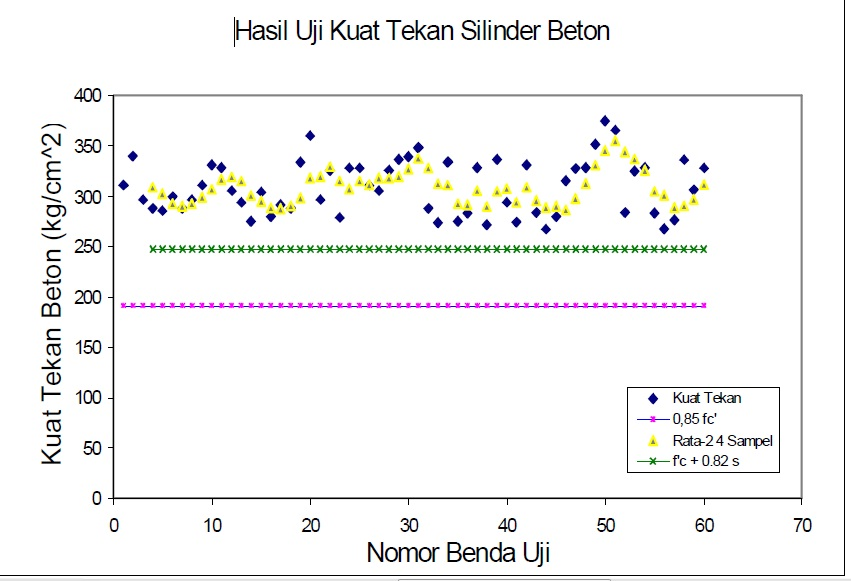 Hasil Uji Kuat Tekan Silinder Beton
Kuat Tekan Beton (kg/cm^2)
400
350
300
250
200
150
100
50
0
0 10 20 30 40 50 60 70
Nomor Benda Uji
Kuat Tekan
0,85 fc'
Rata-2 4 Sampel
f'c + 0.82 s